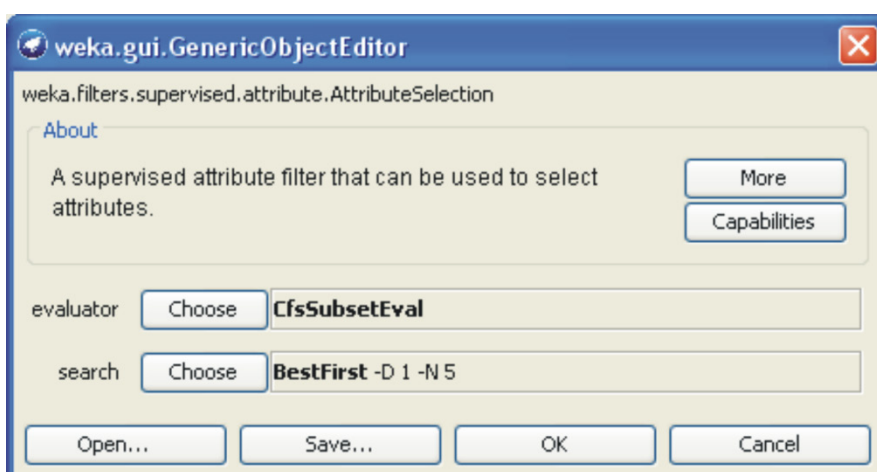 weka.gui.GenericObjectEditor
weka.filters.supervised.attribute.AttributeSelection
About
A supervised attribute filter that can be used to select
attributes.
More
Capabilities
evaluator Choose CfsSubsetEval
search Choose BestFirst -D 1 -N 5
Open... Save... OK Cancel